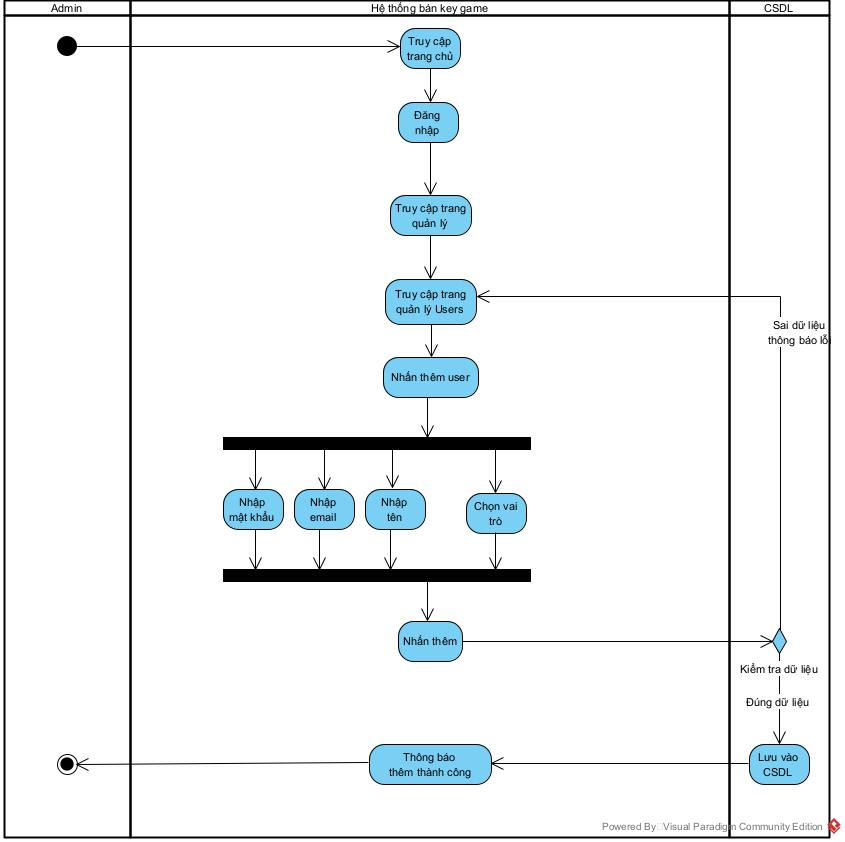 Admin
Hệ thống bán key game
CSDL
Truy cập
trang chủ
Đăng
nhập
Truy cập trang
quản lý
Truy cập trang
quản lý Users
Sai dữ liệu
thông báo lỗi
Nhấn thêm user
Nhập
mật khẩu
Nhập
email
Nhập
tên
Chọn vai
trò
Nhấn thêm
Kiểm tra dữ liệu
Đúng dữ liệu
Thông báo
thêm thành công
Lưu vào
CSDL
Powered By Visual Paradigm Community Edition